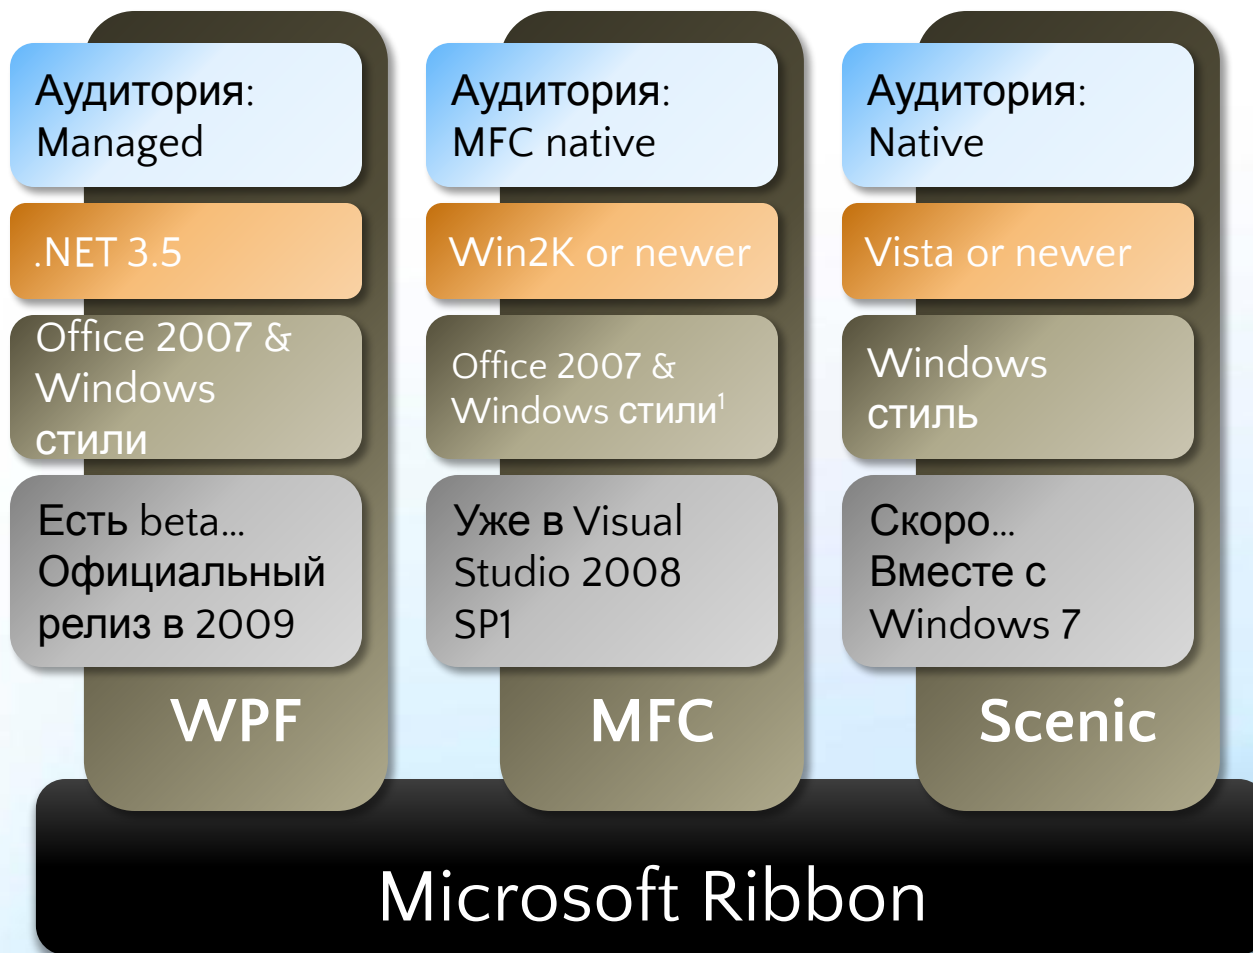 Аудитория:
Managed
.NET 3.5
Office 2007 &
Windows
стили
Есть beta...
Официальный
релиз в 2009
WPF
Аудитория:
MFC native
Win2K or newer
Office 2007 &
Windows стили¹
Уже в Visual
Studio 2008
SP1
MFC
Аудитория:
Native
Vista or newer
Windows
стиль
Скоро...
Вместе с
Windows 7
Scenic
Microsoft Ribbon